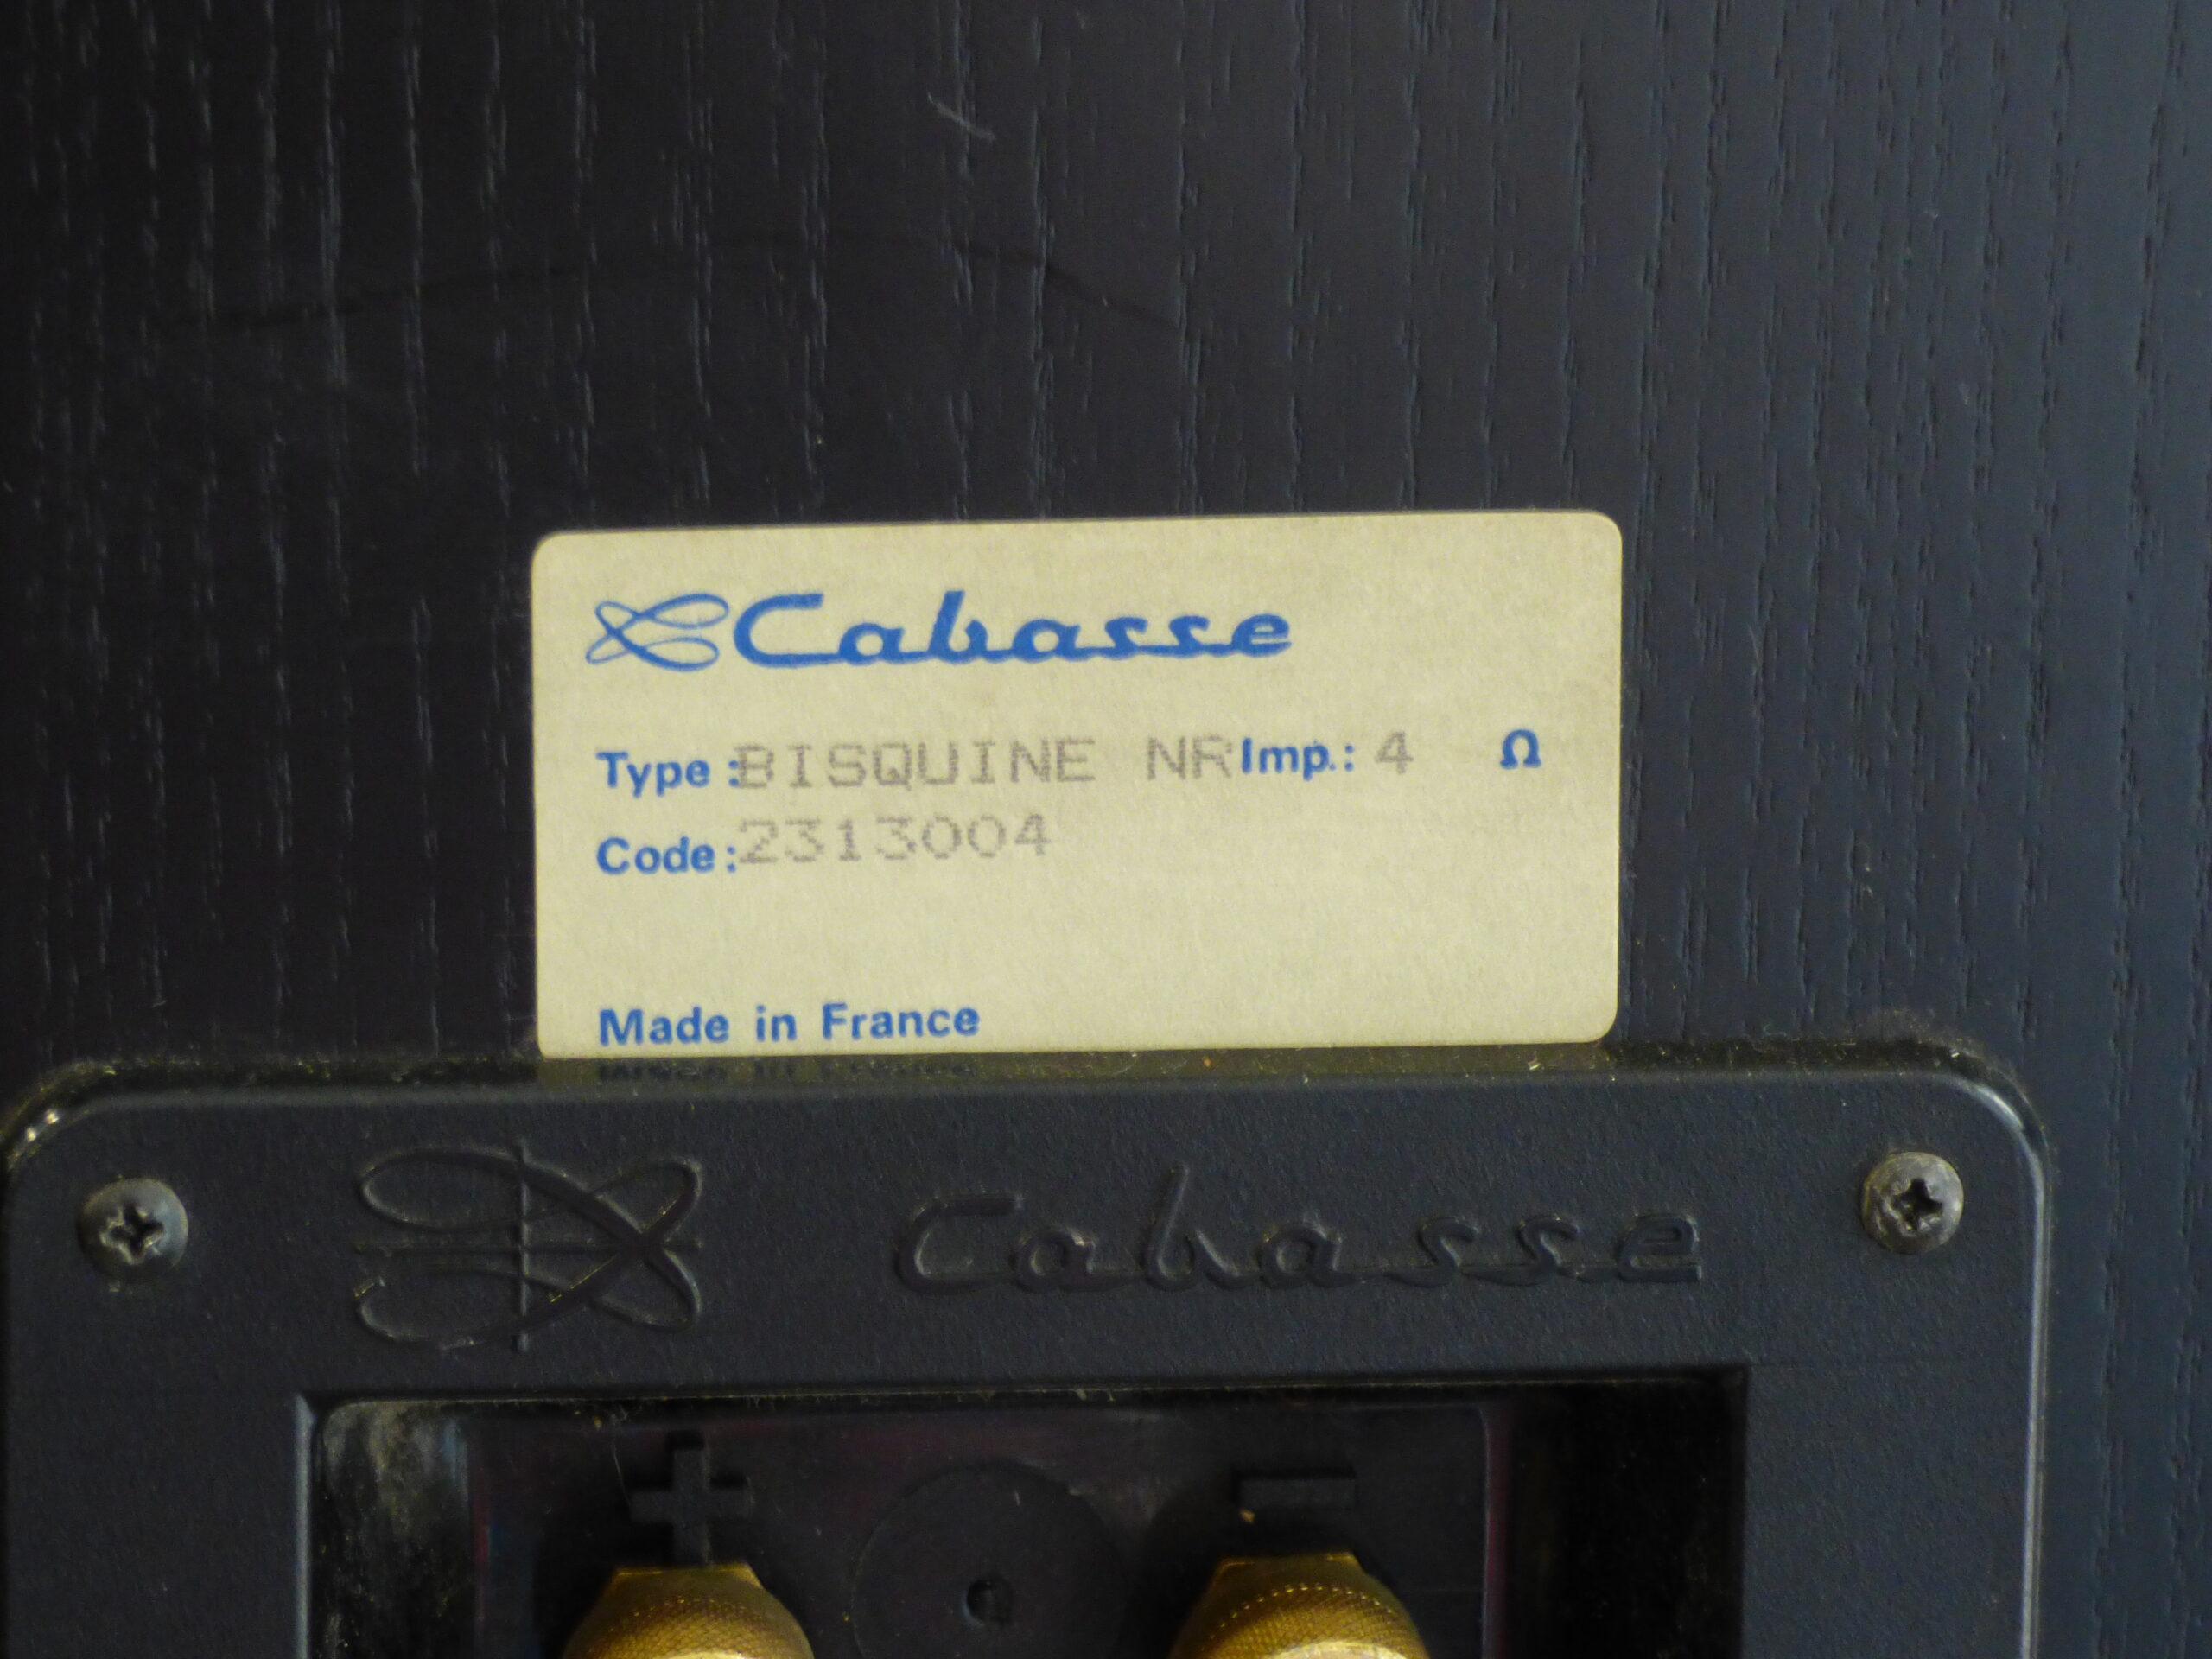 Cabasse
Type: BISQUINE NR Imp.: 4 Ω
Code: 2313004
Made in France
Cabasse
+ −